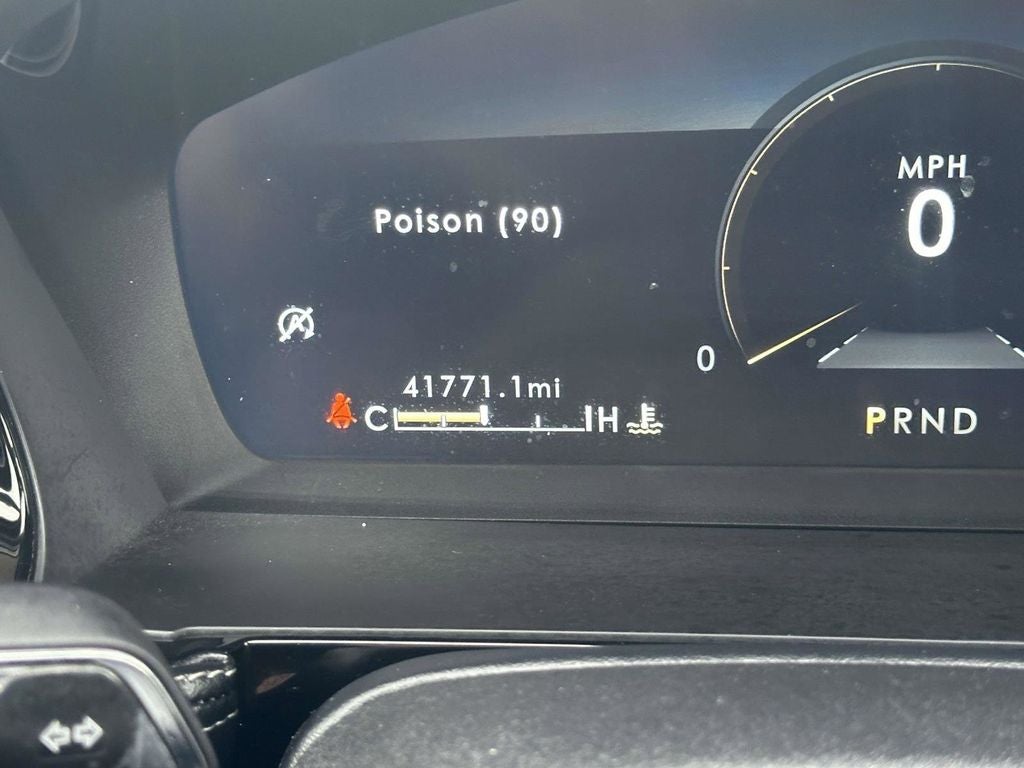 MPH
0
Poison (90)
0
41771.1mi
C H
PRND